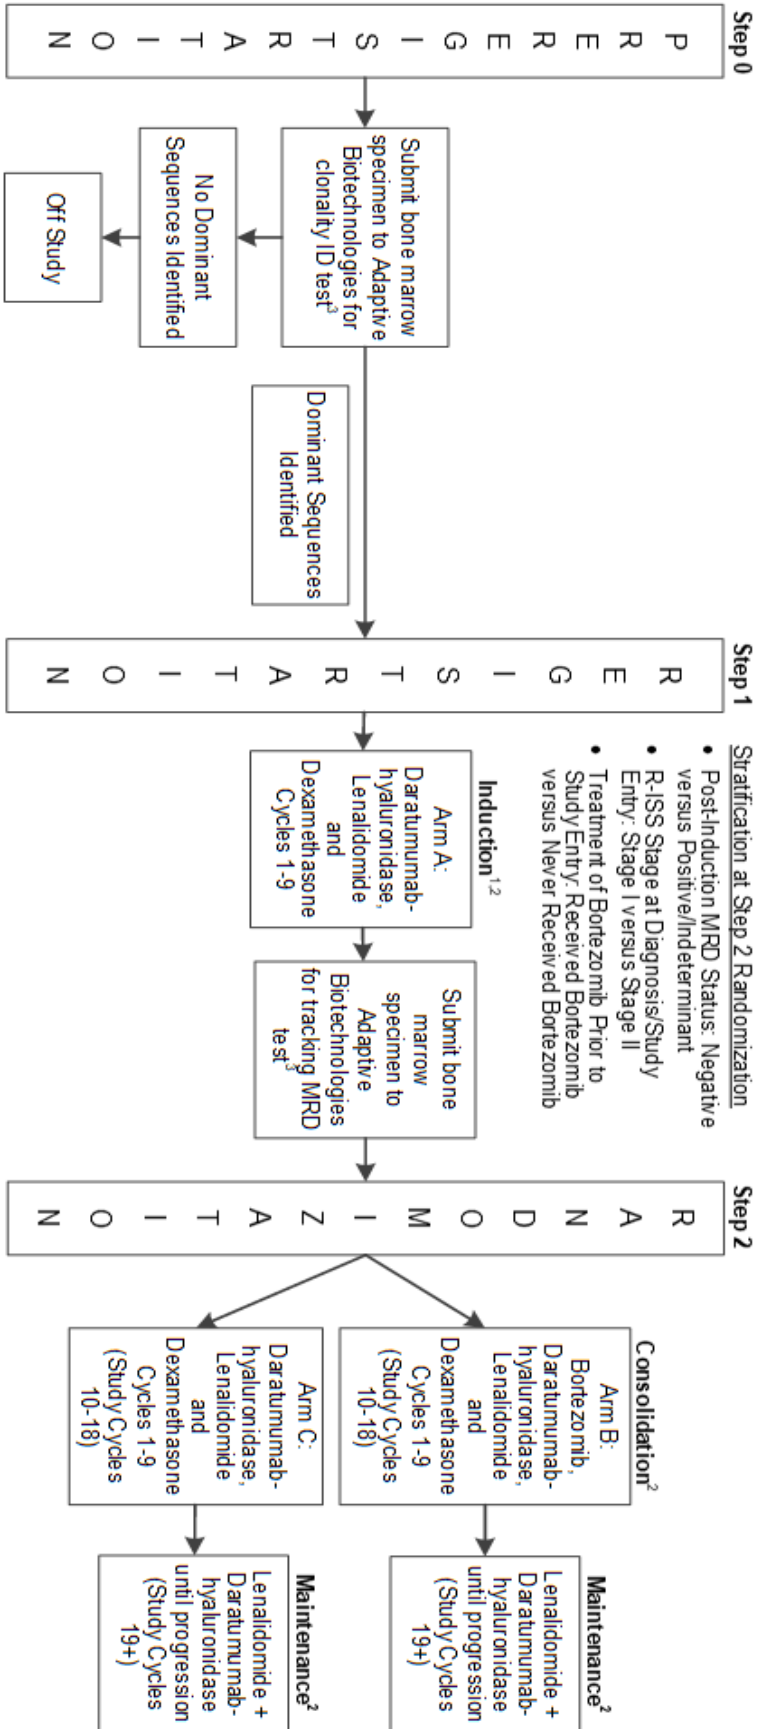 Step 0
P R E R E G I S T R A T I O N
Submit bone marrow
specimen to Adaptive
Biotechnologies for
clonality ID test3
No Dominant
Sequences Identified
Off Study
Dominant Sequences
Identified
Step 1
R E G I S T R A T I O N
Stratification at Step 2 Randomization
• Post-Induction MRD Status: Negative
versus Positive/Indeterminant
• R-ISS Stage at Diagnosis/Study
Entry: Stage I versus Stage II
• Treatment of Bortezomib Prior to
Study Entry: Received Bortezomib
versus Never Received Bortezomib
Induction1,2
Arm A:
Daratumumab-
hyaluronidase,
Lenalidomide
and
Dexamethasone
Cycles 1-9
Submit bone
marrow
specimen to
Adaptive
Biotechnologies
for tracking MRD
test3
Step 2
R A N D O M I Z A T I O N
Consolidation2
Arm B:
Bortezomib,
Daratumumab-
hyaluronidase,
Lenalidomide
and
Dexamethasone
Cycles 1-9
(Study Cycles
10-18)
Maintenance2
Lenalidomide +
Daratumumab-
hyaluronidase
until progression
(Study Cycles
19+)
Arm C:
Daratumumab-
hyaluronidase,
Lenalidomide
and
Dexamethasone
Cycles 1-9
(Study Cycles
10-18)
Maintenance2
Lenalidomide +
Daratumumab-
hyaluronidase
until progression
(Study Cycles
19+)